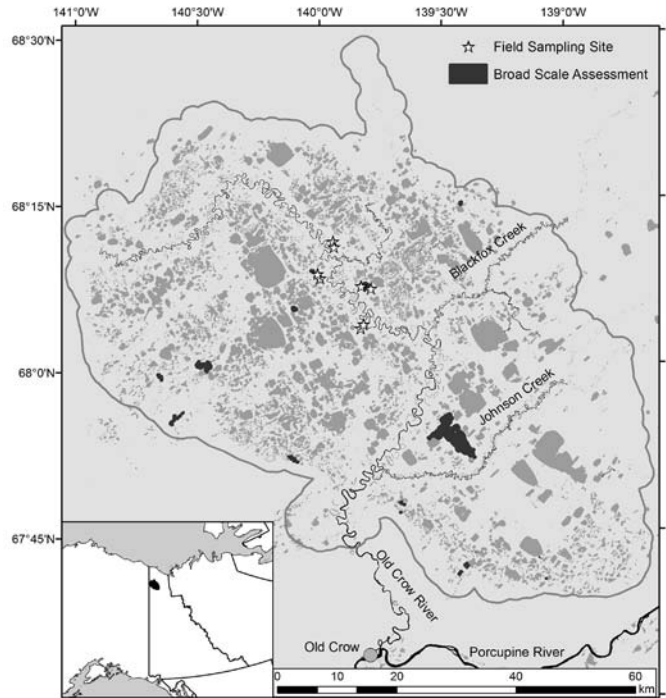 141°0'W
140°30'W
140°0'W
139°30'W
139°0'W
68°30'N
68°15'N
68°0'N
67°45'N
Field Sampling Site
Broad Scale Assessment
Blackfox Creek
Johnson Creek
Old Crow River
Old Crow
Porcupine River
0 10 20 40 60
km